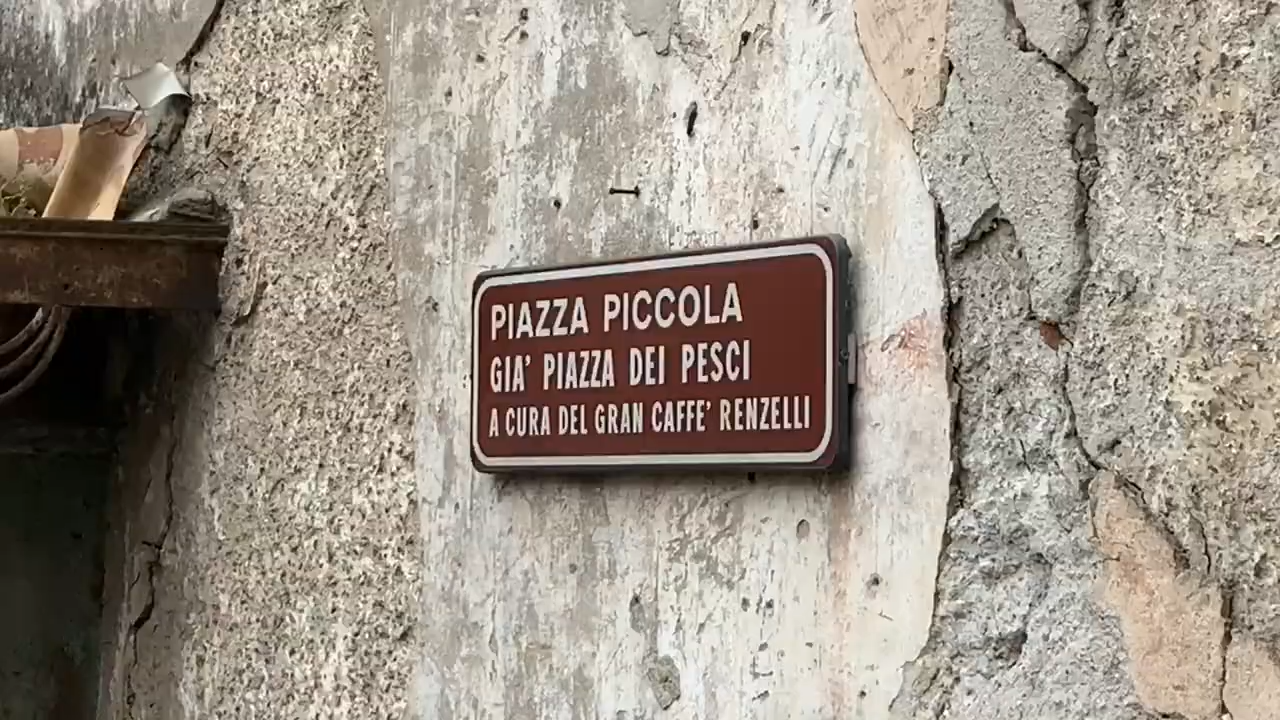 PIAZZA PICCOLA
GIA' PIAZZA DEI PESCI
A CURA DEL GRAN CAFFE' RENZELLI